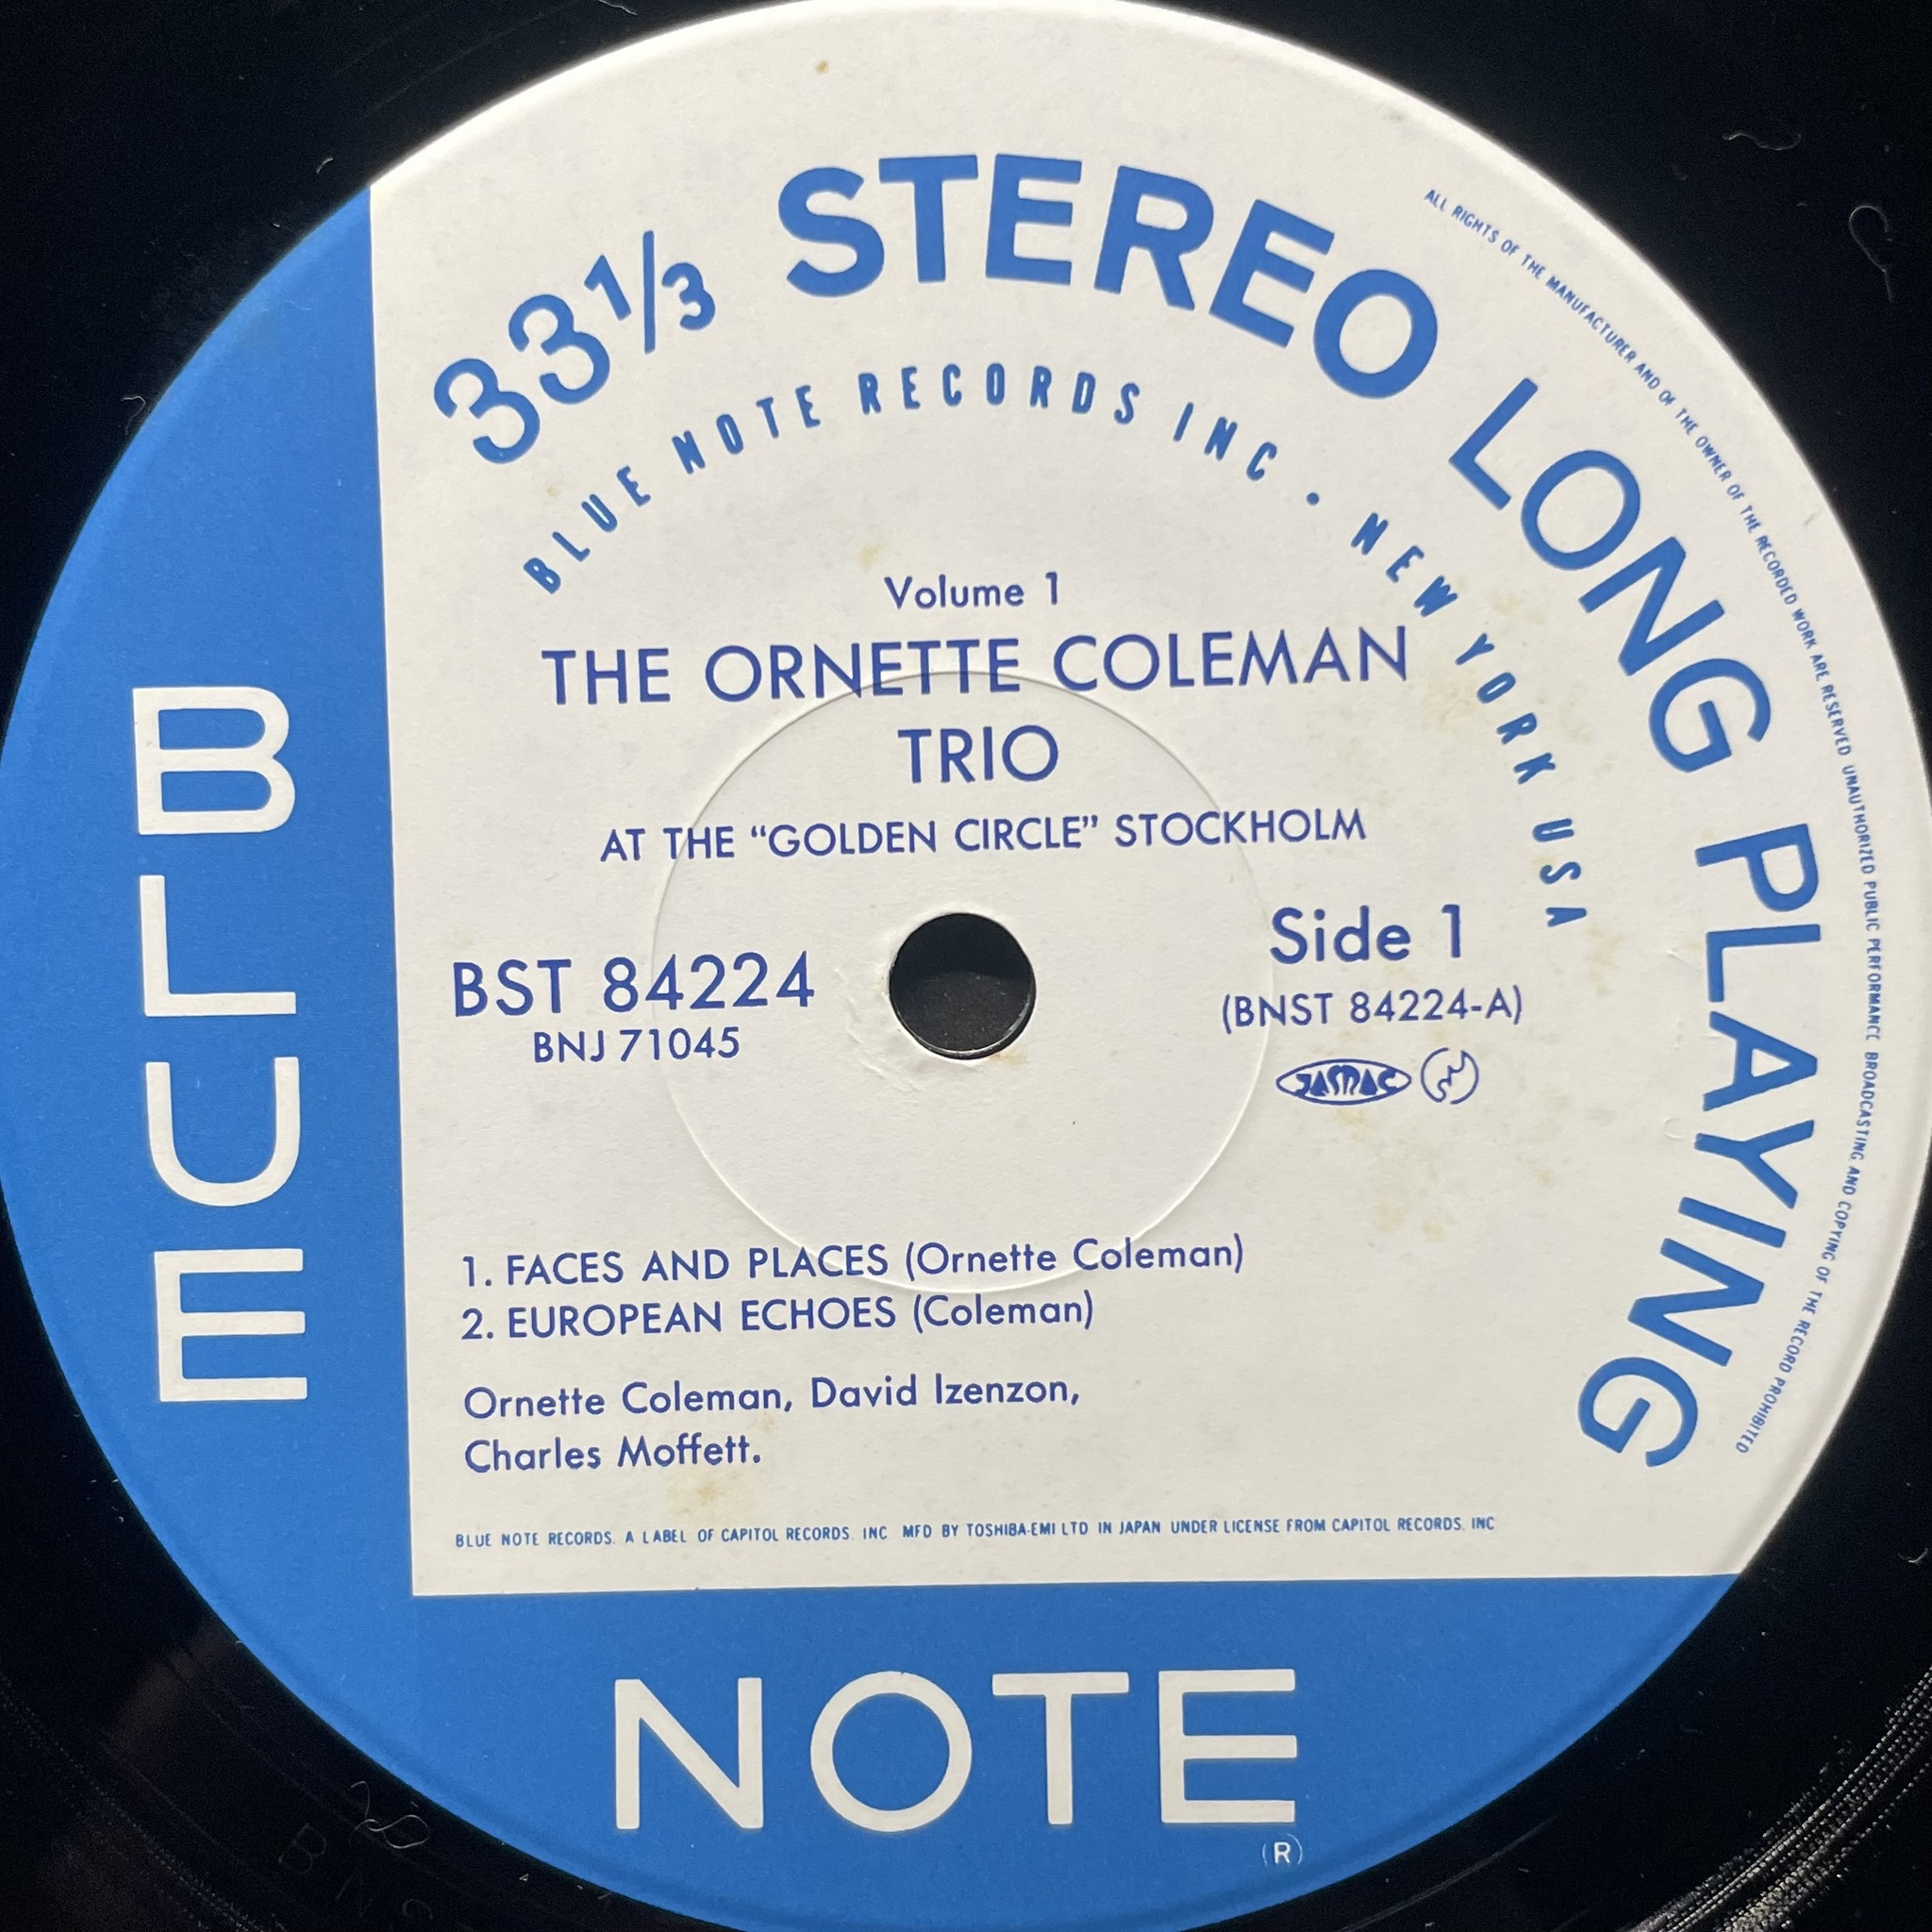 33 1/3 STEREO LONG PLAYING
ALL RIGHTS OF THE MANUFACTURER AND OF THE OWNER OF THE RECORDED WORK ARE RESERVED UNAUTHORIZED PUBLIC PERFORMANCE BROADCASTING AND COPYING OF THE RECORD PROHIBITED
BLUE NOTE RECORDS INC • NEW YORK USA
Volume 1
THE ORNETTE COLEMAN
TRIO
AT THE “GOLDEN CIRCLE” STOCKHOLM
BST 84224
BNJ 71045
Side 1
(BNST 84224-A)
JASRAC
1. FACES AND PLACES (Ornette Coleman)
2. EUROPEAN ECHOES (Coleman)
Ornette Coleman, David Izenzon,
Charles Moffett.
BLUE NOTE RECORDS. A LABEL OF CAPITOL RECORDS. INC MFD BY TOSHIBA-EMI LTD IN JAPAN UNDER LICENSE FROM CAPITOL RECORDS. INC
BLUE
NOTE
(R)